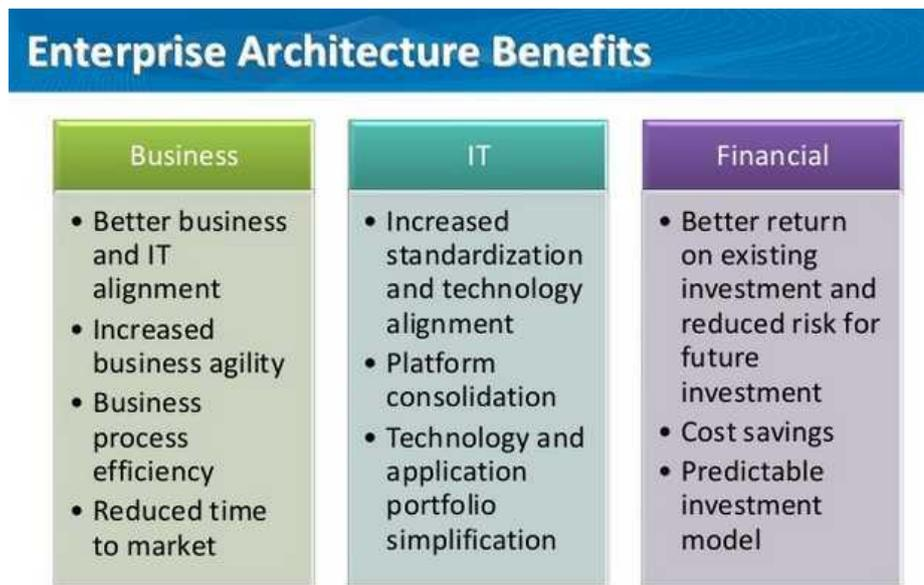 Enterprise Architecture Benefits
Business
• Better business
and IT
alignment
• Increased
business agility
• Business
process
efficiency
• Reduced time
to market
IT
• Increased
standardization
and technology
alignment
• Platform
consolidation
• Technology and
application
portfolio
simplification
Financial
• Better return
on existing
investment and
reduced risk for
future
investment
• Cost savings
• Predictable
investment
model